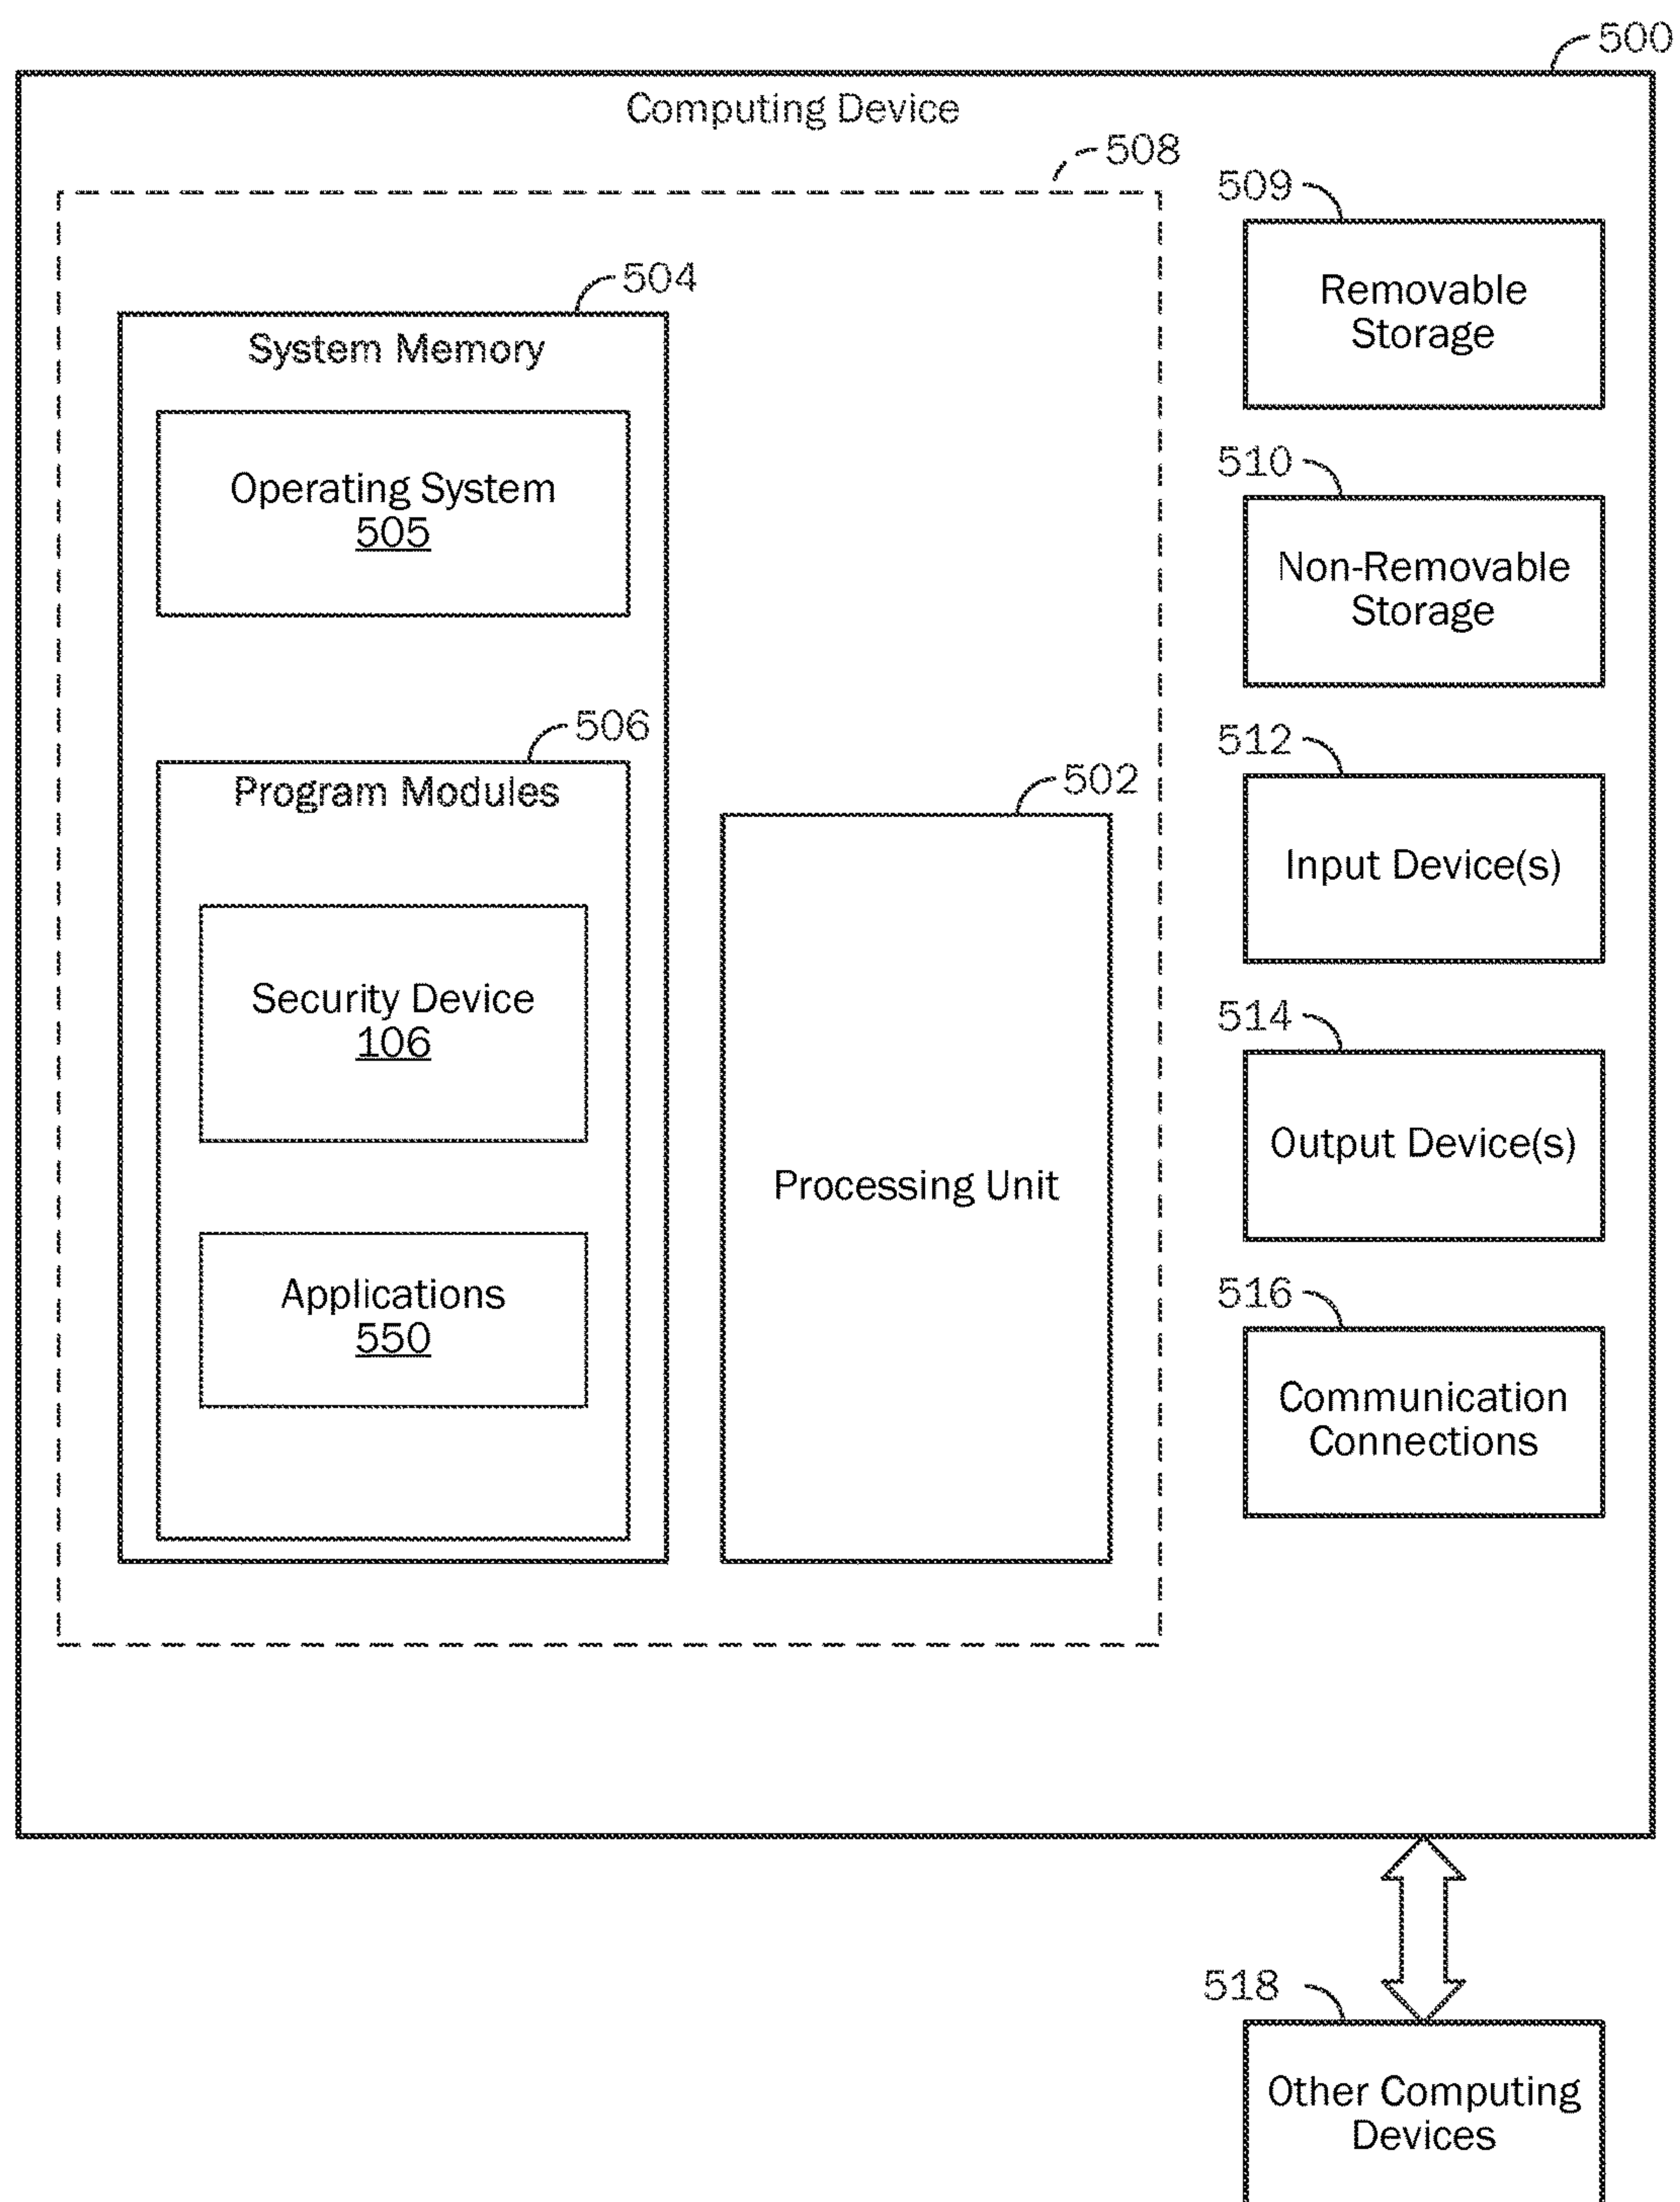 500
Computing Device
508
504
System Memory
Operating System
505
506
Program Modules
Security Device
106
Applications
550
502
Processing Unit
509
Removable
Storage
510
Non-Removable
Storage
512
Input Device(s)
514
Output Device(s)
516
Communication
Connections
518
Other Computing
Devices